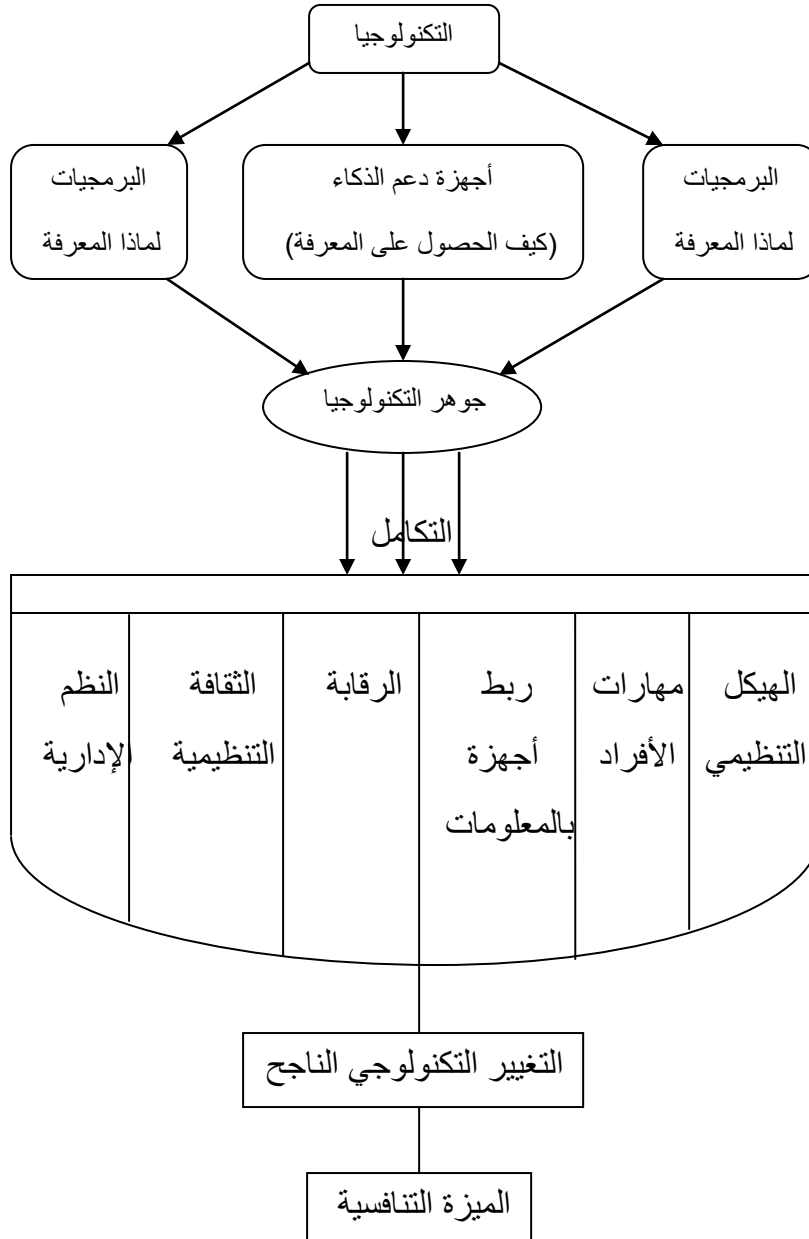 التكنولوجيا
البرمجيات
لماذا المعرفة
أجهزة دعم الذكاء
(كيف الحصول على المعرفة)
البرمجيات
لماذا المعرفة
جوهر التكنولوجيا
التكامل
الهيكل
التنظيمي
مهارات
الأفراد
ربط
أجهزة
بالمعلومات
الرقابة
الثقافة
التنظيمية
النظم
الإدارية
التغيير التكنولوجي الناجح
الميزة التنافسية